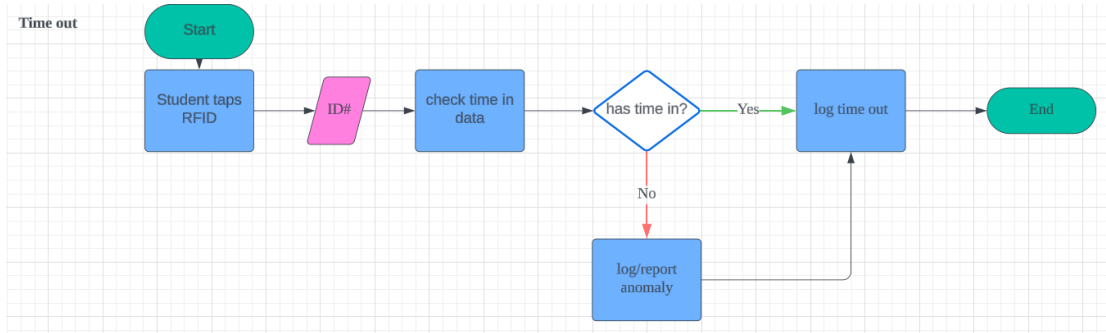 Time out
Start
Student taps
RFID
ID#
check time in
data
has time in?
Yes
log time out
End
No
log/report
anomaly